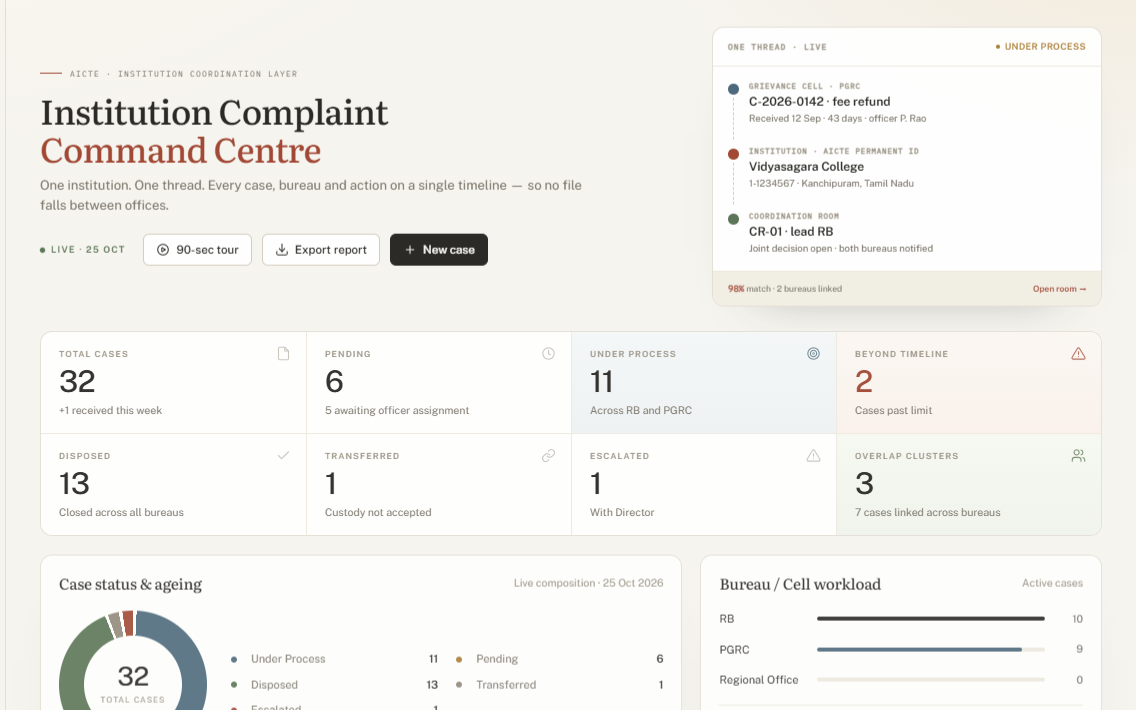 AICTE · INSTITUTION COORDINATION LAYER
Institution Complaint
Command Centre
One institution. One thread. Every case, bureau and action on a single timeline — so no file
falls between offices.
LIVE · 25 OCT
90-sec tour
Export report
+ New case
ONE THREAD · LIVE
UNDER PROCESS
GRIEVANCE CELL · PGRC
C-2026-0142 · fee refund
Received 12 Sep · 43 days · officer P. Rao
INSTITUTION · AICTE PERMANENT ID
Vidyasagara College
1-1234567 · Kanchipuram, Tamil Nadu
COORDINATION ROOM
CR-01 · lead RB
Joint decision open · both bureaus notified
98% match · 2 bureaus linked
Open room →
TOTAL CASES
32
+1 received this week
PENDING
6
5 awaiting officer assignment
UNDER PROCESS
11
Across RB and PGRC
BEYOND TIMELINE
2
Cases past limit
DISPOSED
13
Closed across all bureaus
TRANSFERRED
1
Custody not accepted
ESCALATED
1
With Director
OVERLAP CLUSTERS
3
7 cases linked across bureaus
Case status & ageing
Live composition · 25 Oct 2026
32
TOTAL CASES
Under Process 11
Pending 6
Disposed 13
Transferred 1
Escalated 1
Bureau / Cell workload
Active cases
RB 10
PGRC 9
Regional Office 0